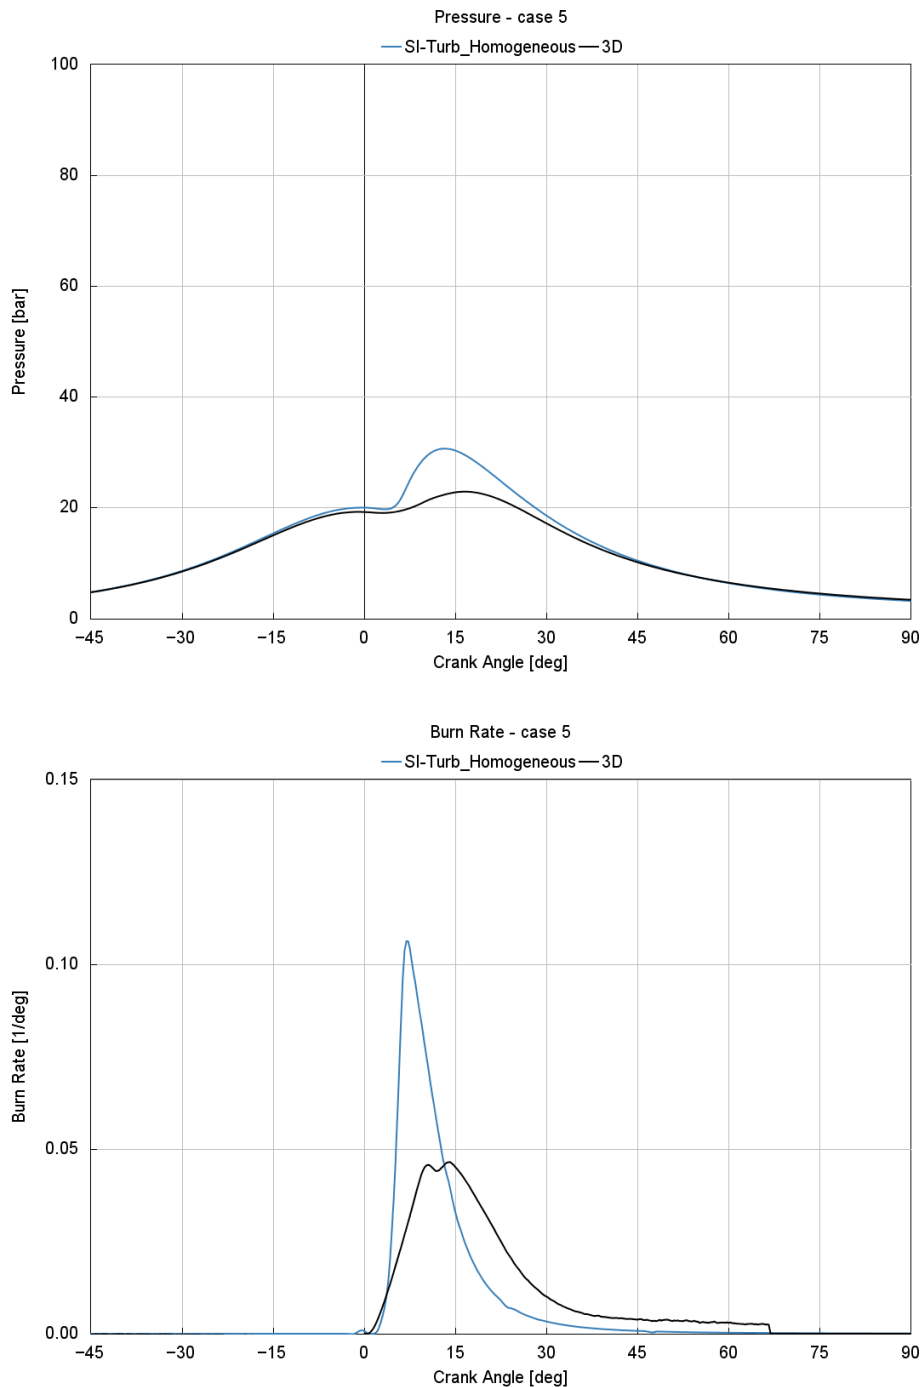 Pressure - case 5
SI-Turb_Homogeneous 3D
100
80
60
40
20
0
Pressure [bar]
−45 −30 −15 0 15 30 45 60 75 90
Crank Angle [deg]
Burn Rate - case 5
SI-Turb_Homogeneous 3D
0.15
0.10
0.05
0.00
Burn Rate [1/deg]
−45 −30 −15 0 15 30 45 60 75 90
Crank Angle [deg]